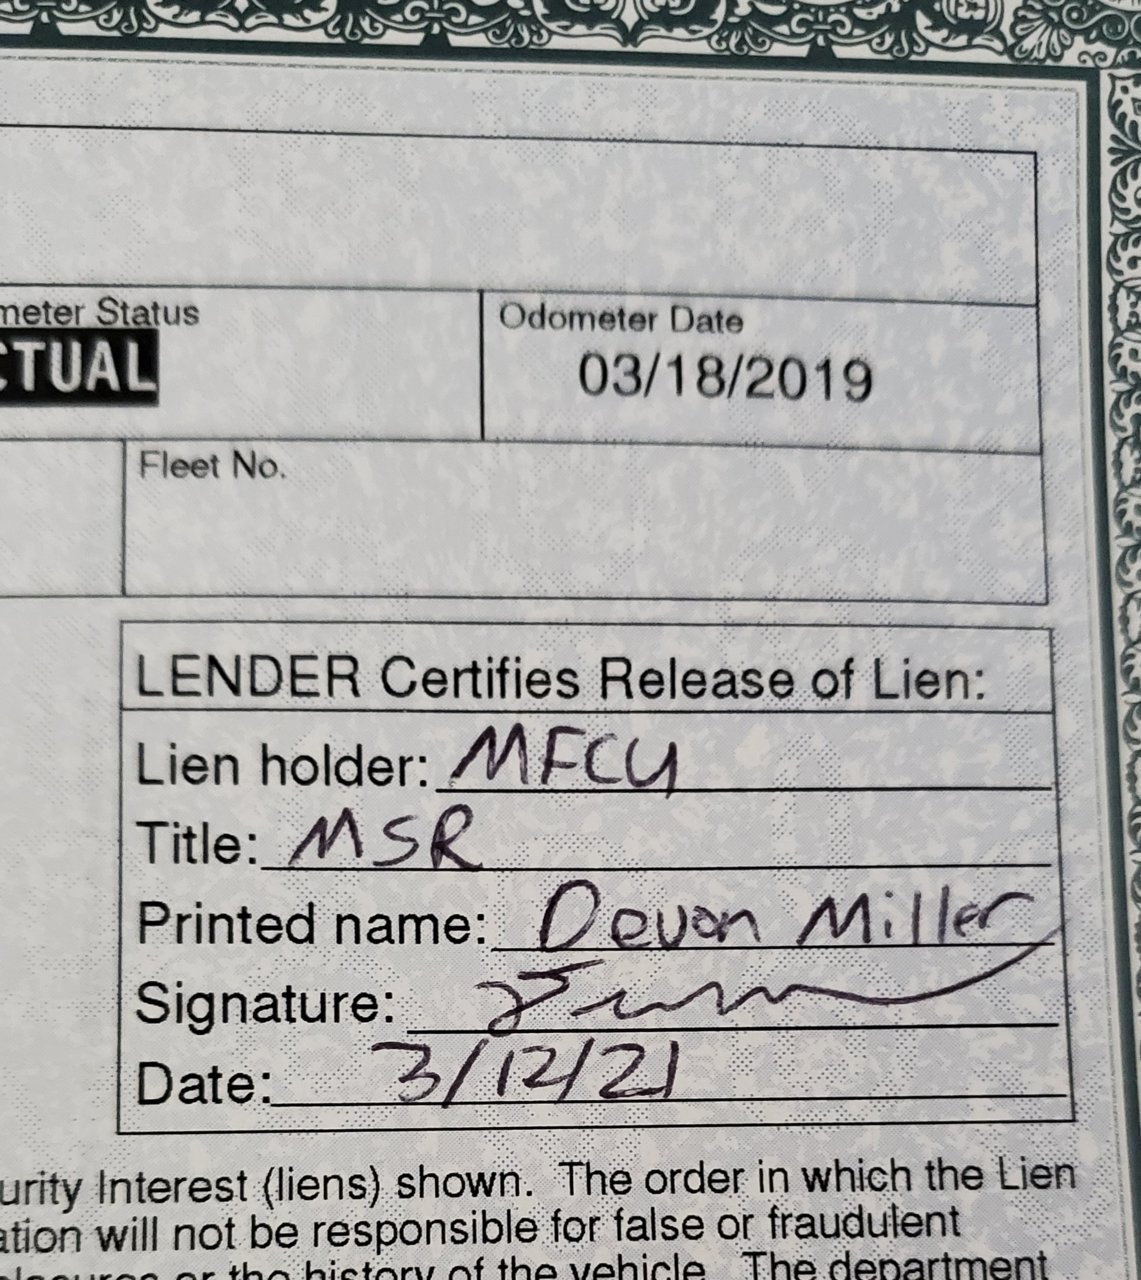 meter Status
CTUAL
Odometer Date
03/18/2019
Fleet No.
LENDER Certifies Release of Lien:
Lien holder: MFCU
Title: MSR
Printed name: Devon Miller
Signature:
Date: 3/12/21
urity Interest (liens) shown. The order in which the Lien
ation will not be responsible for false or fraudulent
or the history of the vehicle. The department